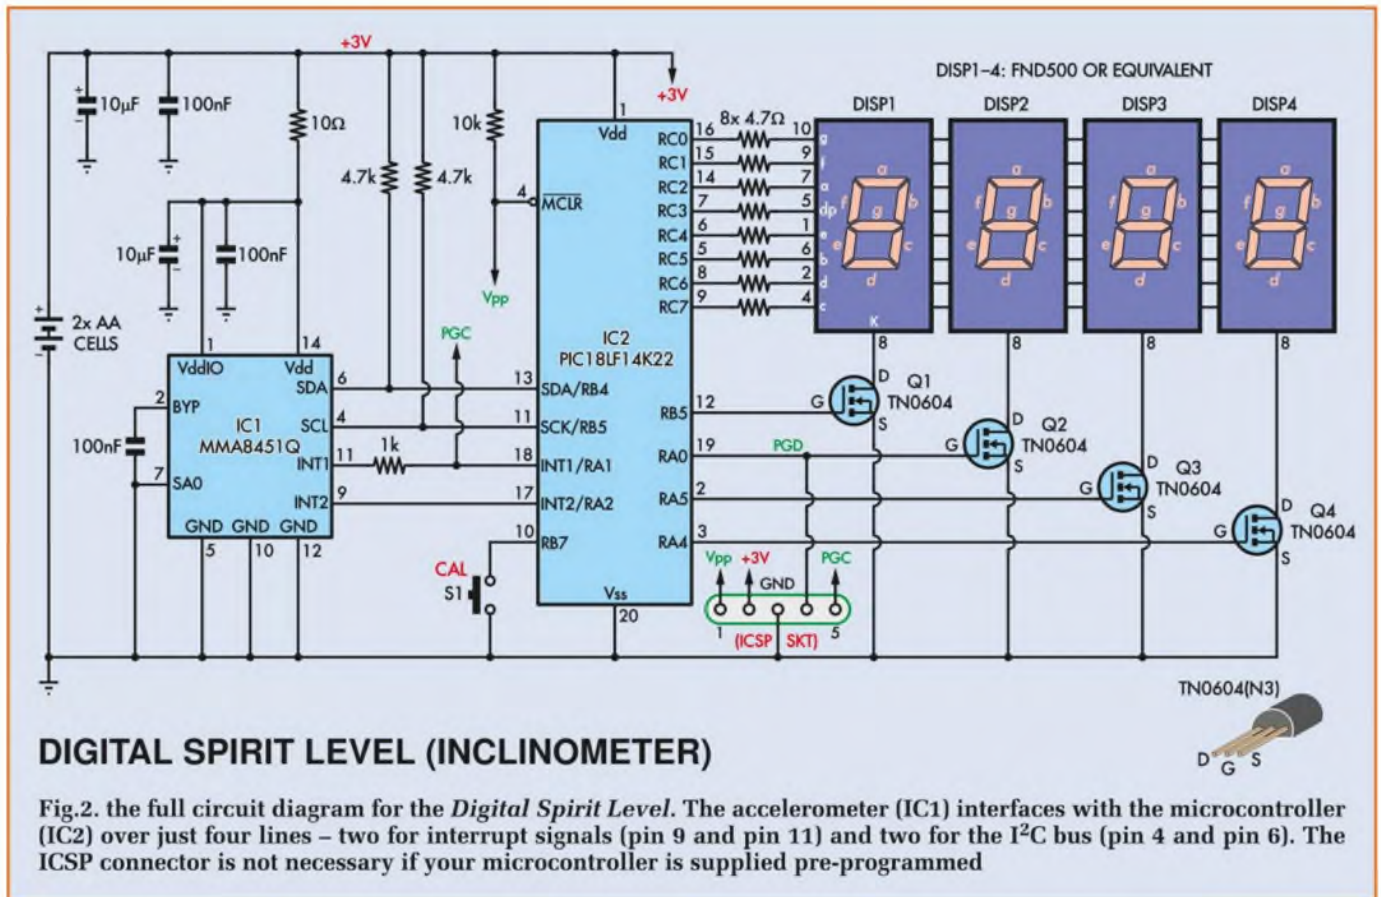 +3V
10µF
100nF
10Ω
4.7k
4.7k
10k
1
Vdd
+3V
DISP1–4: FND500 OR EQUIVALENT
DISP1
DISP2
DISP3
DISP4
8x 4.7Ω
4
MCLR
Vpp
RC0 16 10 g
RC1 15 9 f
RC2 14 7 a
RC3 7 5 dp
RC4 6 1 e
RC5 5 6 b
RC6 8 2 d
RC7 9 4 c
K
a
f b
g
e c
d
a
f b
g
e c
d
a
f b
g
e c
d
a
f b
g
e c
d
8
8
8
8
10µF
100nF
2x AA
CELLS
1
14
VddIO
Vdd
SDA 6
2 BYP
IC1
MMA8451Q
SCL 4
100nF
INT1 11
1k
7 SA0
INT2 9
GND GND GND
5 10 12
PGC
IC2
PIC18LF14K22
13 SDA/RB4
11 SCK/RB5
18 INT1/RA1
17 INT2/RA2
10 RB7
CAL
S1
Vss
20
RB5 12
RA0 19
RA5 2
RA4 3
PGD
G D S
Q1
TN0604
G D S
Q2
TN0604
G D S
Q3
TN0604
G D S
Q4
TN0604
Vpp +3V GND PGC
1 (ICSP SKT) 5
TN0604(N3)
D G S
DIGITAL SPIRIT LEVEL (INCLINOMETER)
Fig.2. the full circuit diagram for the Digital Spirit Level. The accelerometer (IC1) interfaces with the microcontroller
(IC2) over just four lines – two for interrupt signals (pin 9 and pin 11) and two for the I²C bus (pin 4 and pin 6). The
ICSP connector is not necessary if your microcontroller is supplied pre-programmed